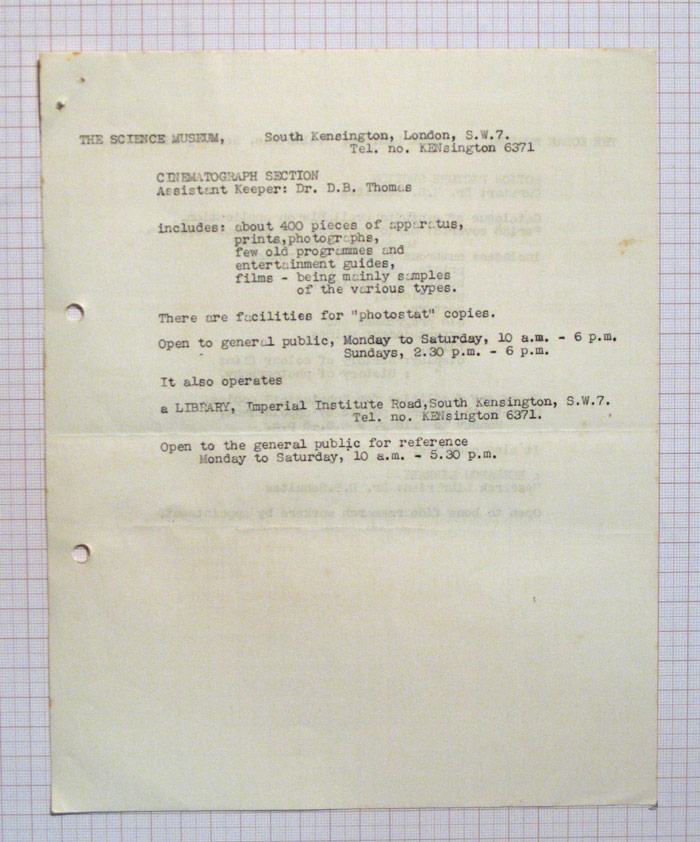 THE SCIENCE MUSEUM, South Kensington, London, S.W.7.
Tel. no. KENsington 6371
CINEMATOGRAPH SECTION
Assistant Keeper: Dr. D.B. Thomas
includes: about 400 pieces of apparatus,
prints,photographs,
few old programmes and
entertainment guides,
films - being mainly samples
of the various types.
There are facilities for "photostat" copies.
Open to general public, Monday to Saturday, 10 a.m. - 6 p.m.
Sundays, 2.30 p.m. - 6 p.m.
It also operates
a LIBRARY, Imperial Institute Road,South Kensington, S.W.7.
Tel. no. KENsington 6371.
Open to the general public for reference
Monday to Saturday, 10 a.m. - 5.30 p.m.